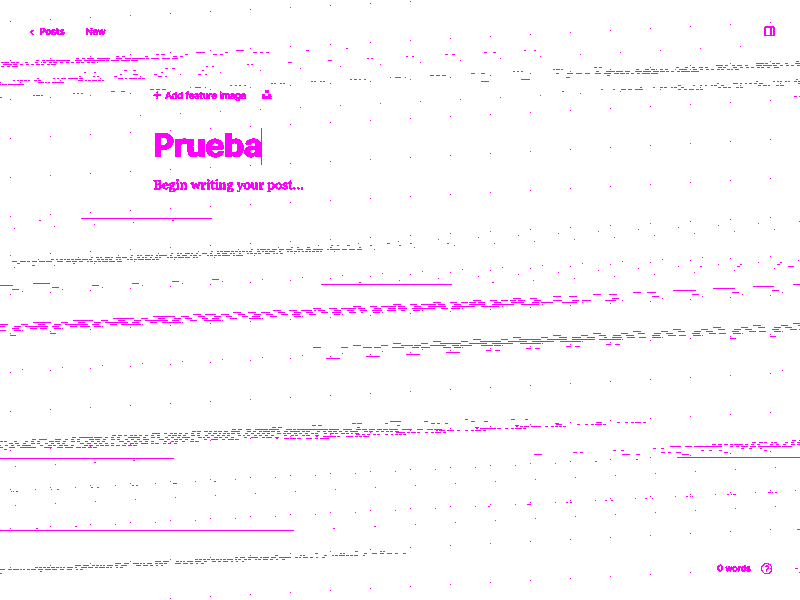 ‹ Posts New
+ Add feature image
Prueba
Begin writing your post...
0 words ?